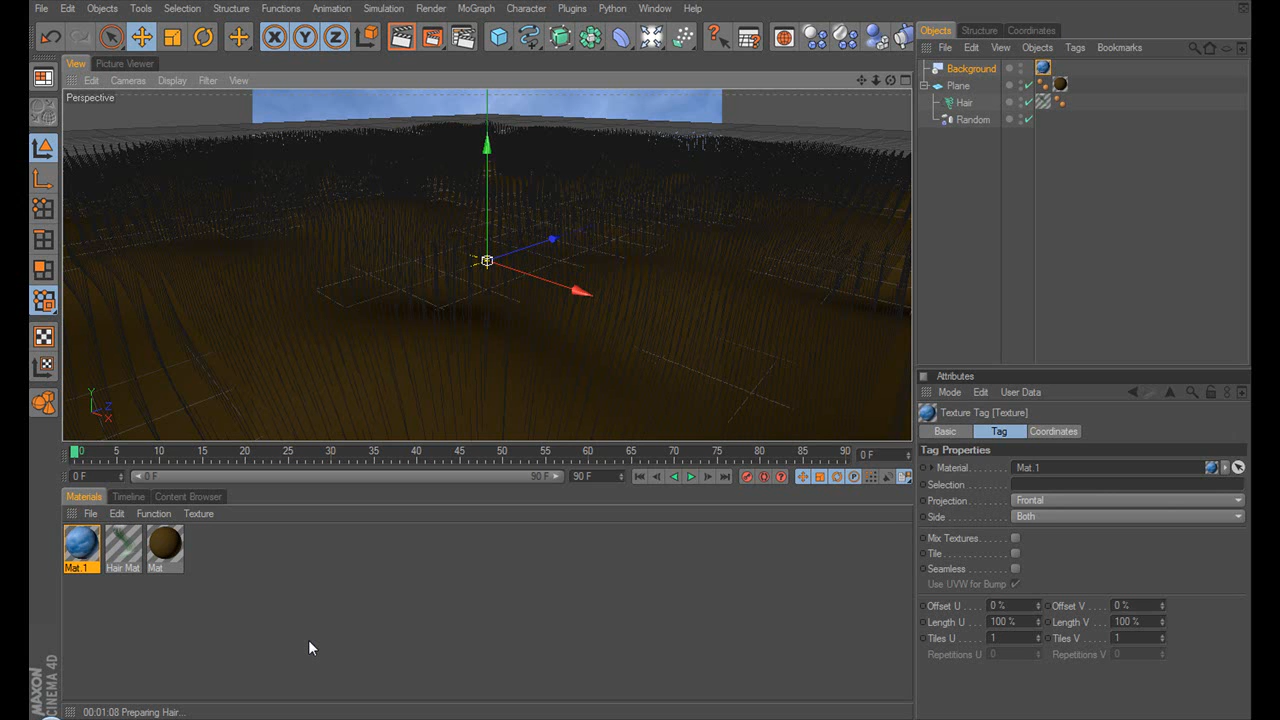 File Edit Objects Tools Selection Structure Functions Animation Simulation Render MoGraph Character Plugins Python Window Help
X Y Z
Objects Structure Coordinates
File Edit View Objects Tags Bookmarks
View Picture Viewer
Edit Cameras Display Filter View
Perspective
Background
Plane
Hair
Random
Y
Z
X
Attributes
Mode Edit User Data
Texture Tag [Texture]
Basic Tag Coordinates
Tag Properties
Material Mat.1
Selection
Projection Frontal
Side Both
Mix Textures
Tile
Seamless
Use UVW for Bump
Offset U 0 % Offset V 0 %
Length U 100 % Length V 100 %
Tiles U 1 Tiles V 1
Repetitions U 0 Repetitions V 0
0 5 10 15 20 25 30 35 40 45 50 55 60 65 70 75 80 85 90 0 F
0 F 0 F 90 F 90 F
Materials Timeline Content Browser
File Edit Function Texture
Mat.1 Hair Mat Mat
MAXON
CINEMA 4D
00:01:08 Preparing Hair...